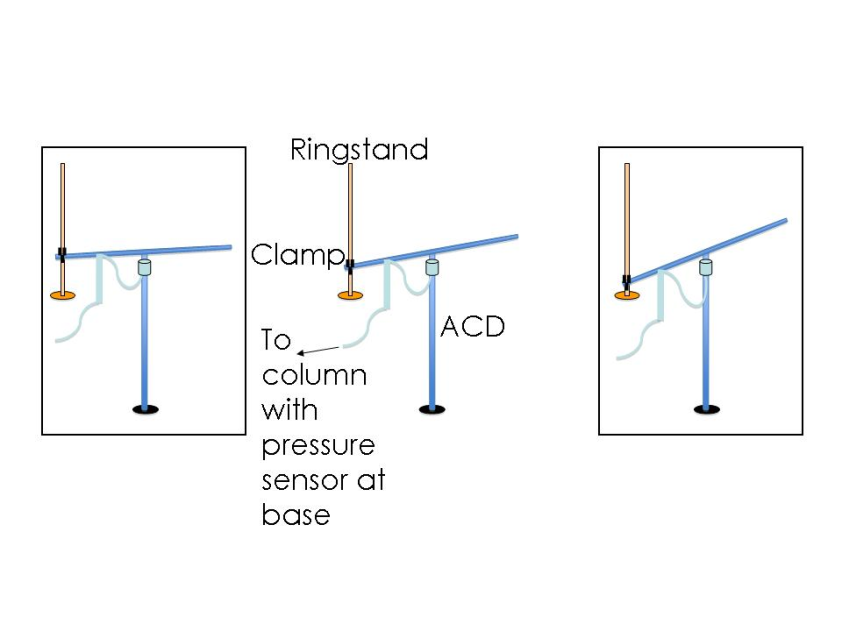 Ringstand
Clamp
ACD
To
column
with
pressure
sensor at
base